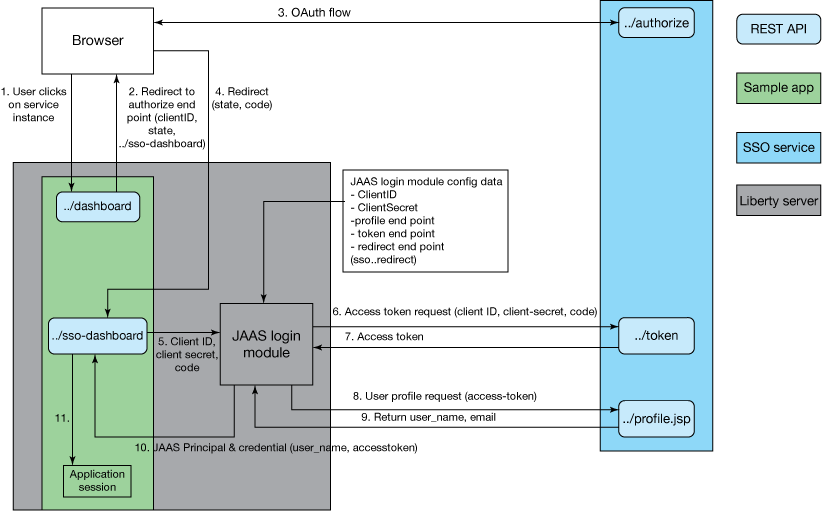 3. OAuth flow
Browser
../authorize
REST API
1. User clicks
on service
instance
2. Redirect to
authorize end
point (clientID,
state,
../sso-dashboard)
4. Redirect
(state, code)
Sample app
SSO service
Liberty server
../dashboard
JAAS login module config data
- ClientID
- ClientSecret
-profile end point
- token end point
- redirect end point
(sso..redirect)
../sso-dashboard
5. Client ID,
client secret,
code
JAAS login
module
6. Access token request (client ID, client-secret, code)
7. Access token
../token
8. User profile request (access-token)
9. Return user_name, email
../profile.jsp
11.
10. JAAS Principal & credential (user_name, accesstoken)
Application
session